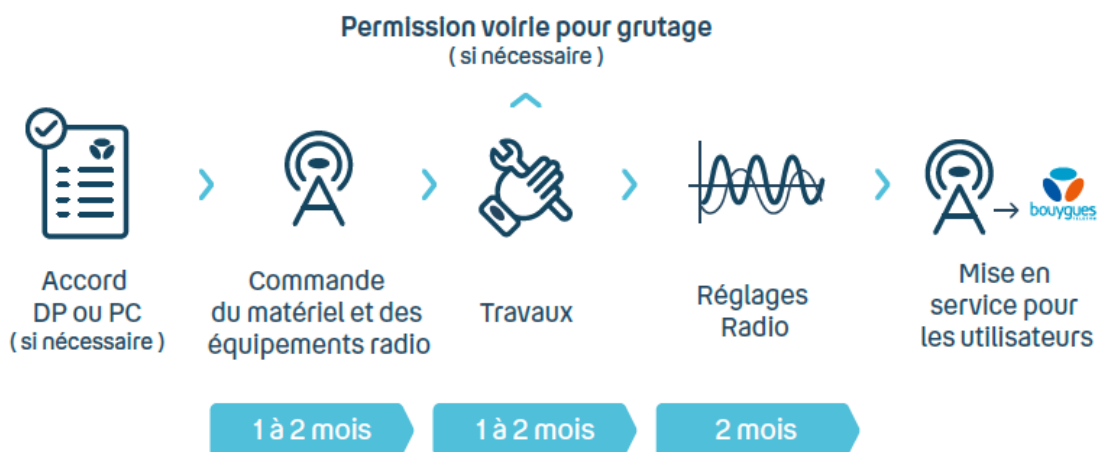 Permission voirie pour grutage
( si nécessaire )
Accord
DP ou PC
( si nécessaire )
Commande
du matériel et des
équipements radio
Travaux
Réglages
Radio
bouygues
TELECOM
Mise en
service pour
les utilisateurs
1 à 2 mois
1 à 2 mois
2 mois